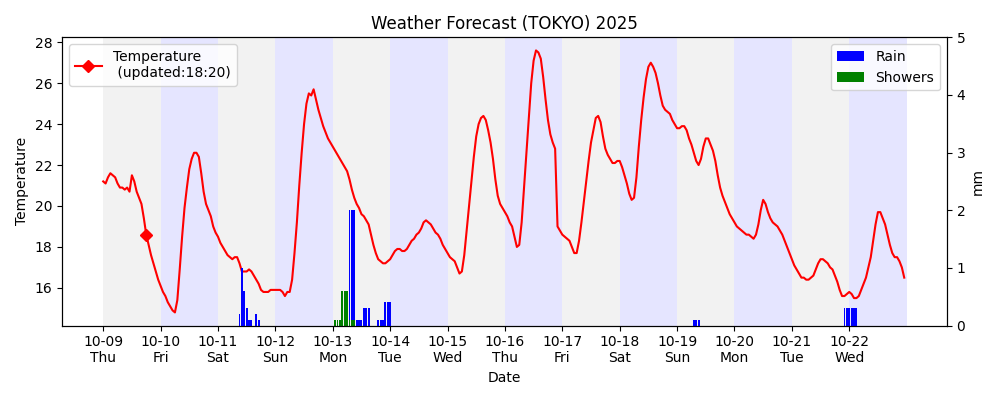 Weather Forecast (TOKYO) 2025
Temperature
(updated:18:20)
Rain
Showers
Temperature
28
26
24
22
20
18
16
5
4
3
2
1
0
mm
10-09 10-10 10-11 10-12 10-13 10-14 10-15 10-16 10-17 10-18 10-19 10-20 10-21 10-22
Thu Fri Sat Sun Mon Tue Wed Thu Fri Sat Sun Mon Tue Wed
Date